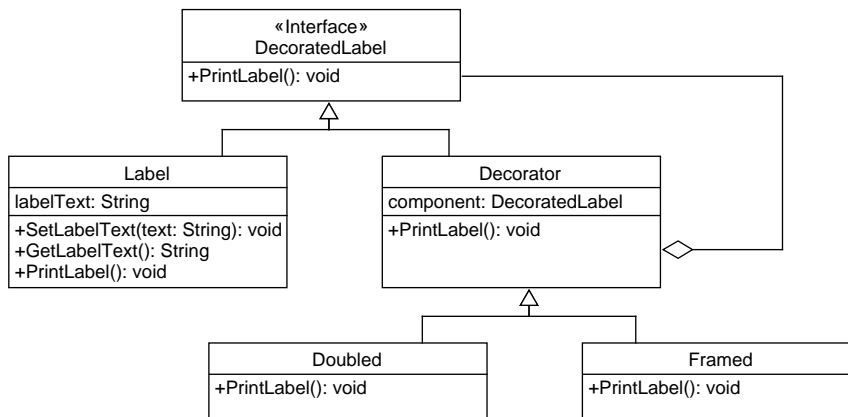 «Interface»
DecoratedLabel
+PrintLabel(): void
Label
labelText: String
+SetLabelText(text: String): void
+GetLabelText(): String
+PrintLabel(): void
Decorator
component: DecoratedLabel
+PrintLabel(): void
Doubled
+PrintLabel(): void
Framed
+PrintLabel(): void